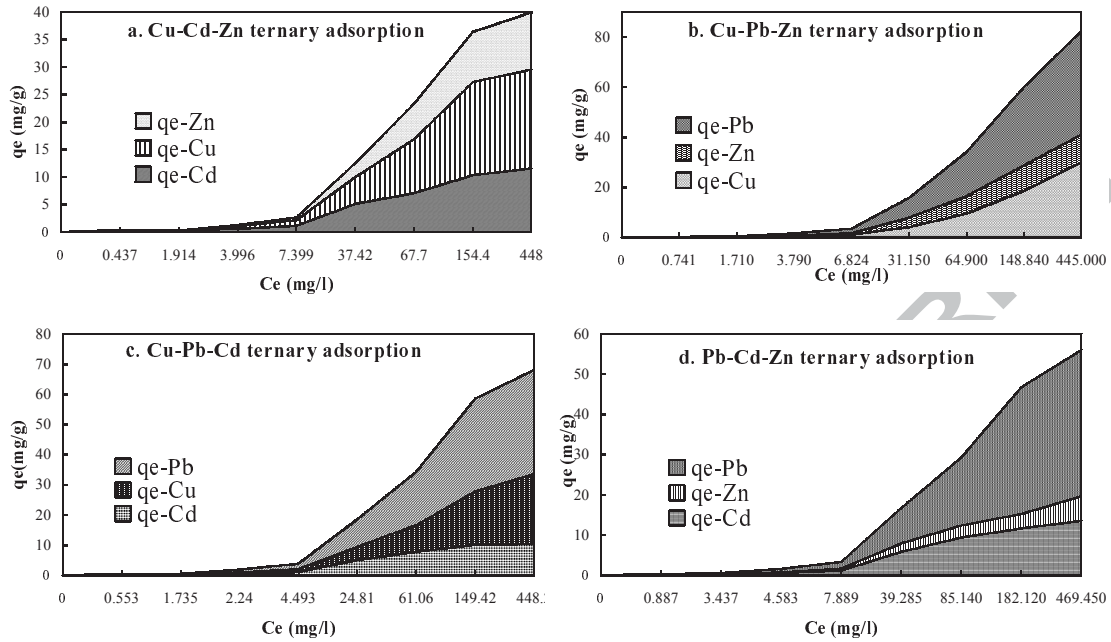 a. Cu-Cd-Zn ternary adsorption
40
35
30
25
20
15
10
5
0
qe (mg/g)
qe-Zn
qe-Cu
qe-Cd
0 0.437 1.914 3.996 7.399 37.42 67.7 154.4 448
Ce (mg/l)
b. Cu-Pb-Zn ternary adsorption
80
60
40
20
0
qe (mg/g)
qe-Pb
qe-Zn
qe-Cu
0 0.741 1.710 3.790 6.824 31.150 64.900 148.840 445.000
Ce (mg/l)
c. Cu-Pb-Cd ternary adsorption
80
70
60
50
40
30
20
10
0
qe(mg/g)
qe-Pb
qe-Cu
qe-Cd
0 0.553 1.735 2.24 4.493 24.81 61.06 149.42 448..
Ce (mg/l)
d. Pb-Cd-Zn ternary adsorption
60
50
40
30
20
10
0
qe (mg/g)
qe-Pb
qe-Zn
qe-Cd
0 0.887 3.437 4.583 7.889 39.285 85.140 182.120 469.450
Ce (mg/l)